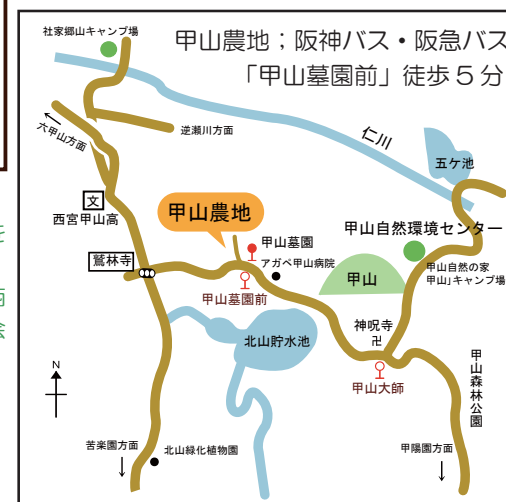 社家郷山キャンプ場
甲山農地；阪神バス・阪急バス
「甲山墓園前」徒歩５分
六甲山方面
逆瀬川方面
仁川
五ケ池
文
西宮甲山高
甲山農地
甲山墓園
甲山自然環境センター
鷲林寺
アガペ甲山病院
甲山自然の家
甲山」キャンプ場
甲山墓園前
甲山
神呪寺
卍
北山貯水池
甲山大師
甲山森林公園
N
苦楽園方面
北山緑化植物園
甲陽園方面
を